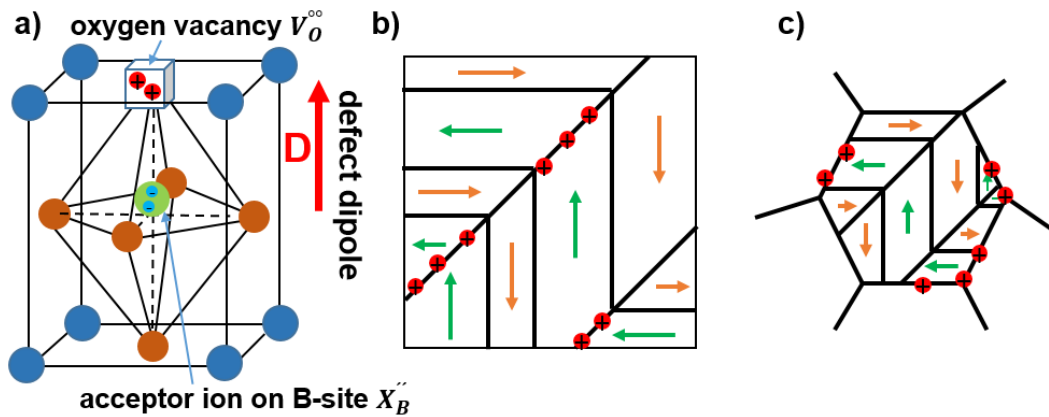 a)
oxygen vacancy V_O^{°°}
D
defect dipole
acceptor ion on B-site X_B^{´´}
b)
c)